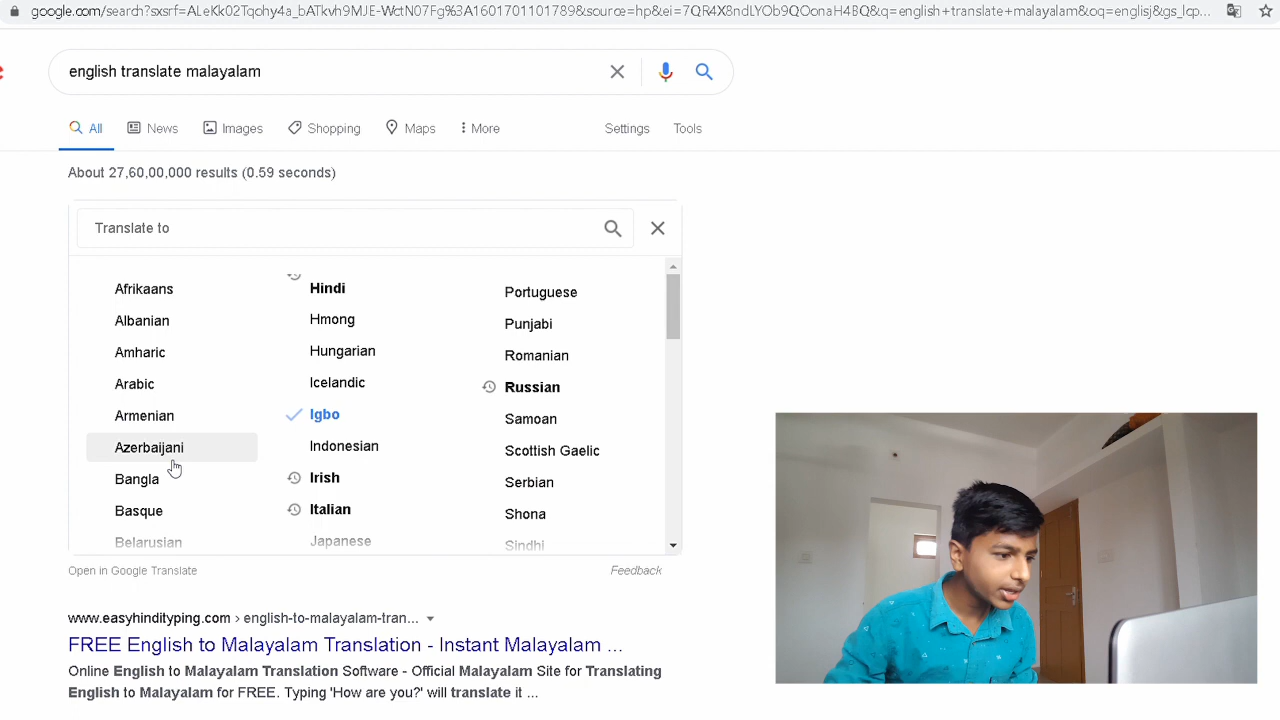 google.com/search?sxsrf=ALeKk02Tqohy4a_bATkvh9MJE-WctN07Fg%3A1601701101789&source=hp&ei=7QR4X8ndLYOb9QOonaH4BQ&q=english+translate+malayalam&oq=englisj&gs_lcp...
english translate malayalam
All News Images Shopping Maps More Settings Tools
About 27,60,00,000 results (0.59 seconds)
Translate to
Afrikaans
Albanian
Amharic
Arabic
Armenian
Azerbaijani
Bangla
Basque
Belarusian
Hindi
Hmong
Hungarian
Icelandic
Igbo
Indonesian
Irish
Italian
Japanese
Portuguese
Punjabi
Romanian
Russian
Samoan
Scottish Gaelic
Serbian
Shona
Sindhi
Open in Google Translate Feedback
www.easyhindityping.com › english-to-malayalam-tran...
FREE English to Malayalam Translation - Instant Malayalam ...
Online English to Malayalam Translation Software - Official Malayalam Site for Translating
English to Malayalam for FREE. Typing 'How are you?' will translate it ...